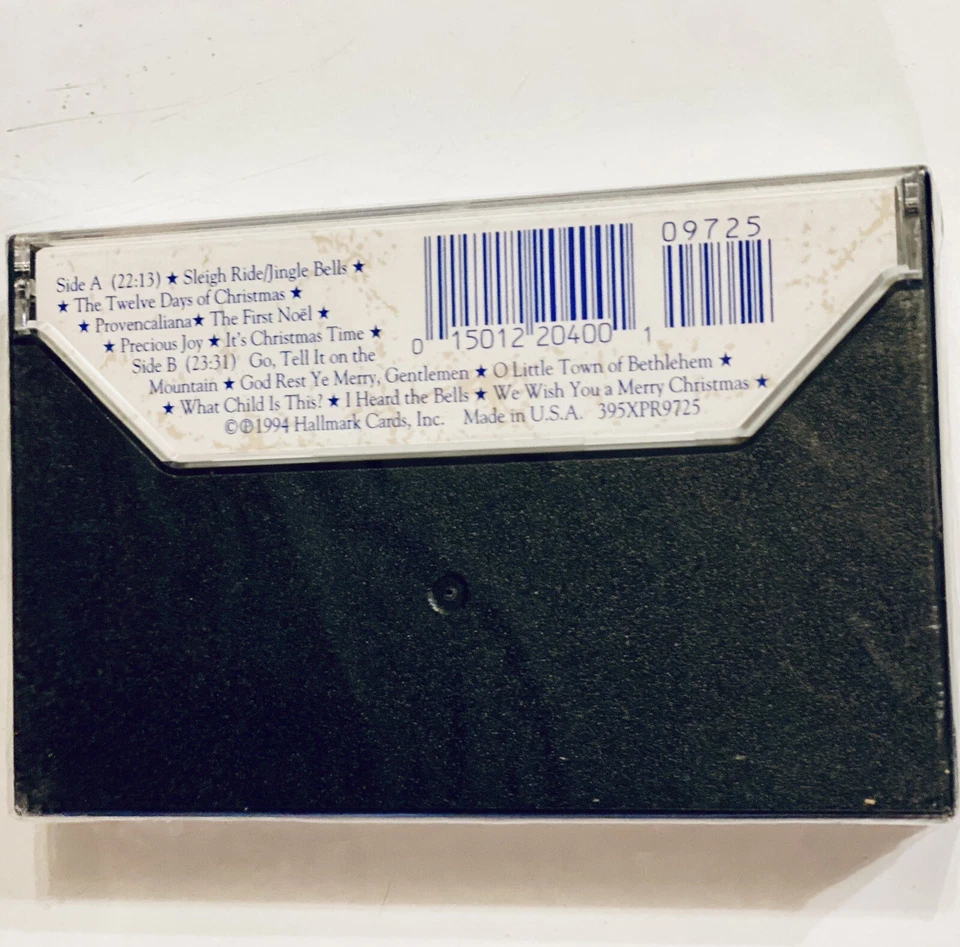 Side A (22:13) ★ Sleigh Ride/Jingle Bells ★
★ The Twelve Days of Christmas ★
★ Provencaliana★ The First Noël ★
★ Precious Joy ★ It's Christmas Time ★
Side B (23:31) Go, Tell It on the
Mountain ★ God Rest Ye Merry, Gentlemen ★ O Little Town of Bethlehem ★
★ What Child Is This? ★ I Heard the Bells ★ We Wish You a Merry Christmas ★
©℗1994 Hallmark Cards, Inc. Made in U.S.A. 395XPR9725
09725
0 15012 20400 1